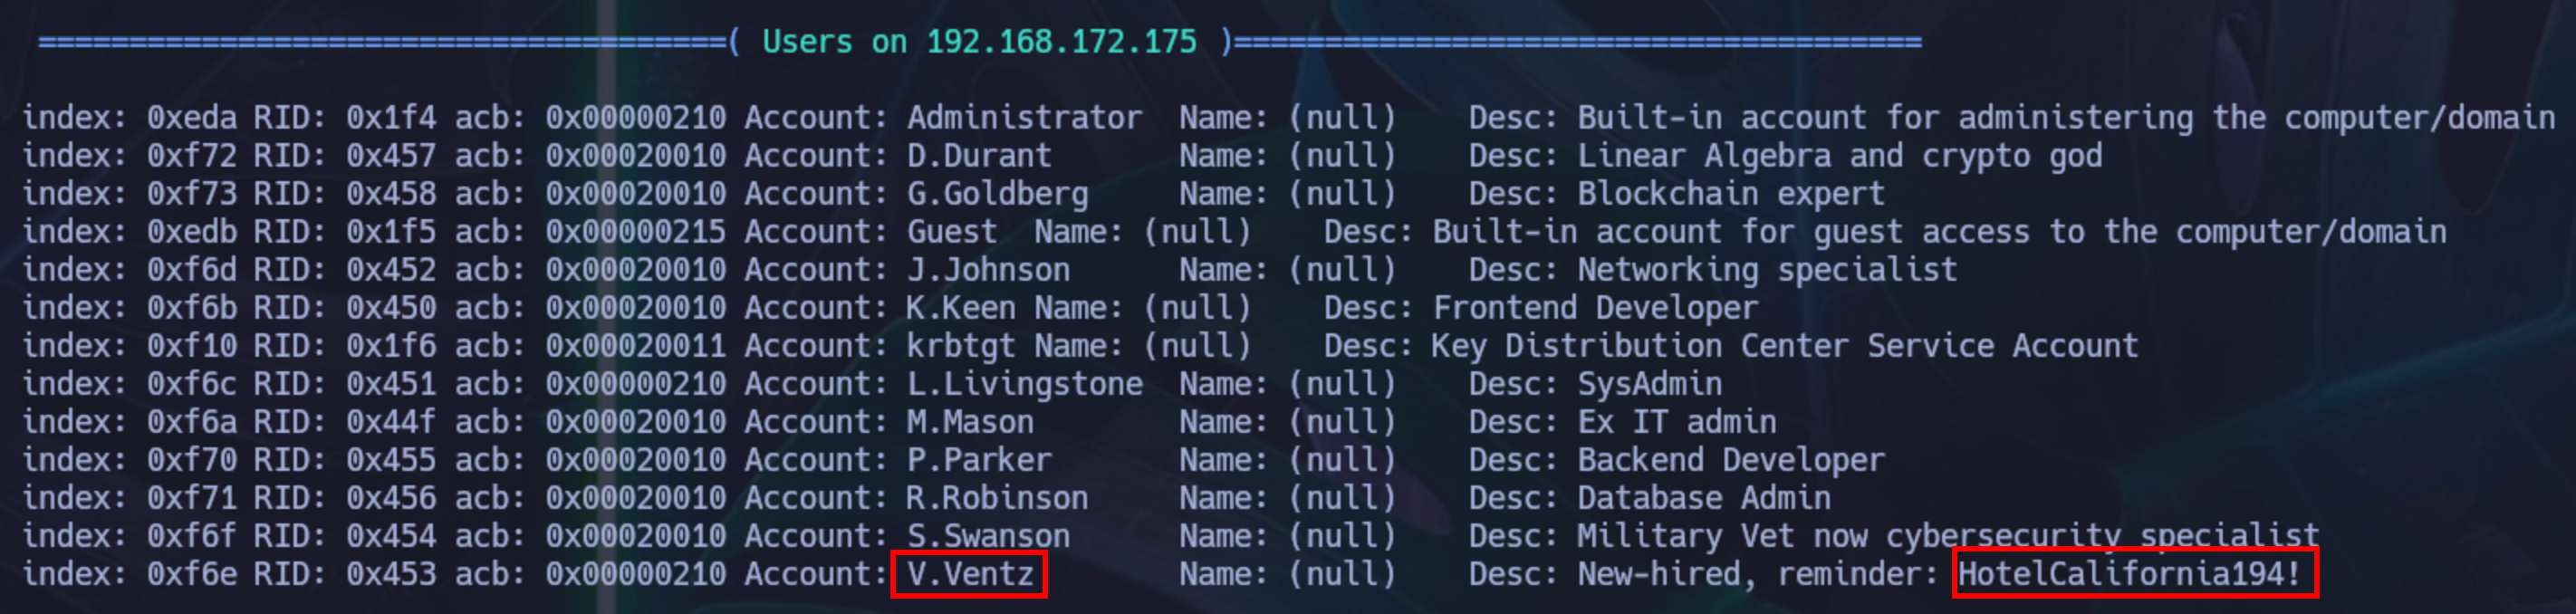 ======================================( Users on 192.168.172.175 )======================================
index: 0xeda RID: 0x1f4 acb: 0x00000210 Account: Administrator  Name: (null)    Desc: Built-in account for administering the computer/domain
index: 0xf72 RID: 0x457 acb: 0x00020010 Account: D.Durant       Name: (null)    Desc: Linear Algebra and crypto god
index: 0xf73 RID: 0x458 acb: 0x00020010 Account: G.Goldberg     Name: (null)    Desc: Blockchain expert
index: 0xedb RID: 0x1f5 acb: 0x00000215 Account: Guest  Name: (null)    Desc: Built-in account for guest access to the computer/domain
index: 0xf6d RID: 0x452 acb: 0x00020010 Account: J.Johnson      Name: (null)    Desc: Networking specialist
index: 0xf6b RID: 0x450 acb: 0x00020010 Account: K.Keen Name: (null)    Desc: Frontend Developer
index: 0xf10 RID: 0x1f6 acb: 0x00020011 Account: krbtgt Name: (null)    Desc: Key Distribution Center Service Account
index: 0xf6c RID: 0x451 acb: 0x00000210 Account: L.Livingstone  Name: (null)    Desc: SysAdmin
index: 0xf6a RID: 0x44f acb: 0x00020010 Account: M.Mason        Name: (null)    Desc: Ex IT admin
index: 0xf70 RID: 0x455 acb: 0x00020010 Account: P.Parker       Name: (null)    Desc: Backend Developer
index: 0xf71 RID: 0x456 acb: 0x00020010 Account: R.Robinson     Name: (null)    Desc: Database Admin
index: 0xf6f RID: 0x454 acb: 0x00020010 Account: S.Swanson      Name: (null)    Desc: Military Vet now cybersecurity specialist
index: 0xf6e RID: 0x453 acb: 0x00000210 Account: V.Ventz        Name: (null)    Desc: New-hired, reminder: HotelCalifornia194!